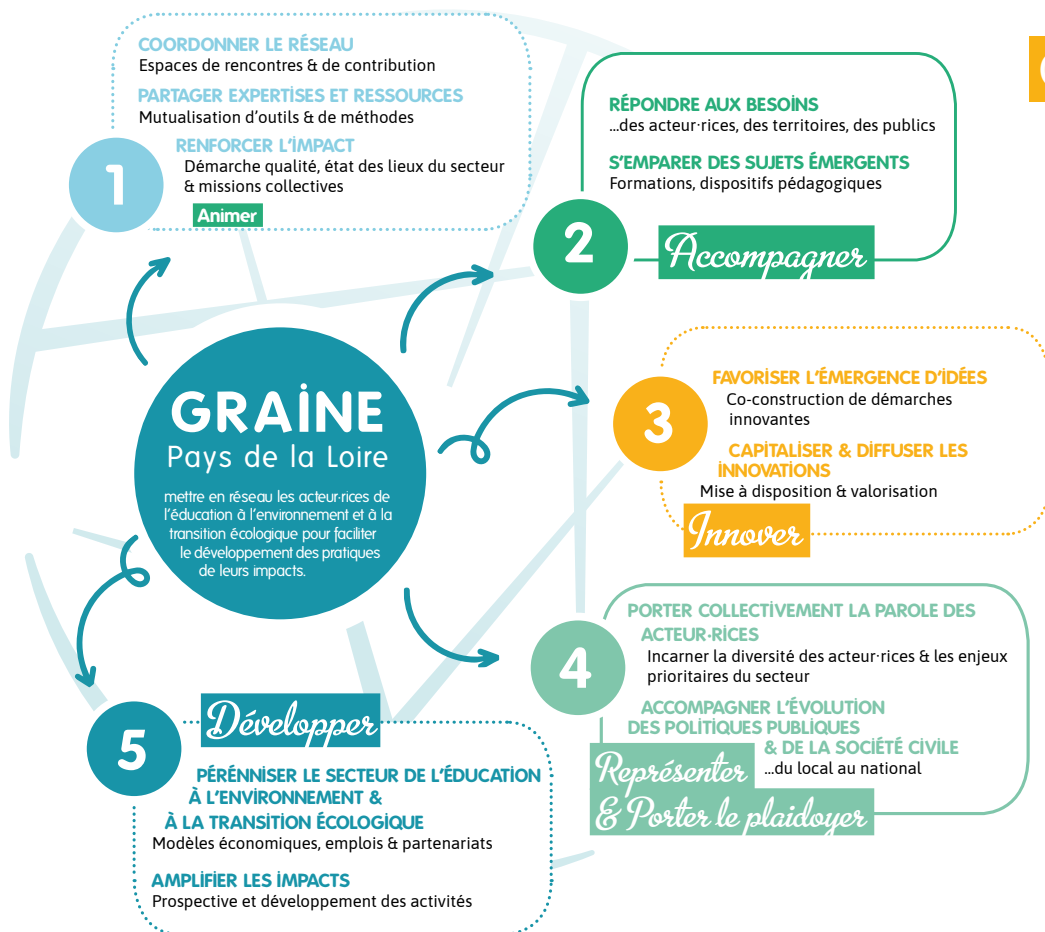 COORDONNER LE RÉSEAU
Espaces de rencontres & de contribution
PARTAGER EXPERTISES ET RESSOURCES
Mutualisation d'outils & de méthodes
RENFORCER L'IMPACT
Démarche qualité, état des lieux du secteur
& missions collectives
1
Animer
RÉPONDRE AUX BESOINS
...des acteur·rices, des territoires, des publics
S'EMPARER DES SUJETS ÉMERGENTS
Formations, dispositifs pédagogiques
2
Accompagner
GRAINE
Pays de la Loire
mettre en réseau les acteur·rices de
l'éducation à l'environnement et à la
transition écologique pour faciliter
le développement des pratiques
de leurs impacts.
FAVORISER L'ÉMERGENCE D'IDÉES
Co-construction de démarches
innovantes
3
CAPITALISER & DIFFUSER LES
INNOVATIONS
Mise à disposition & valorisation
Innover
PORTER COLLECTIVEMENT LA PAROLE DES
ACTEUR·RICES
Incarner la diversité des acteur·rices & les enjeux
prioritaires du secteur
4
ACCOMPAGNER L'ÉVOLUTION
DES POLITIQUES PUBLIQUES
& DE LA SOCIÉTÉ CIVILE
...du local au national
Représenter
& Porter le plaidoyer
5
Développer
PÉRÉNNISER LE SECTEUR DE L'ÉDUCATION
À L'ENVIRONNEMENT &
À LA TRANSITION ÉCOLOGIQUE
Modèles économiques, emplois & partenariats
AMPLIFIER LES IMPACTS
Prospective et développement des activités